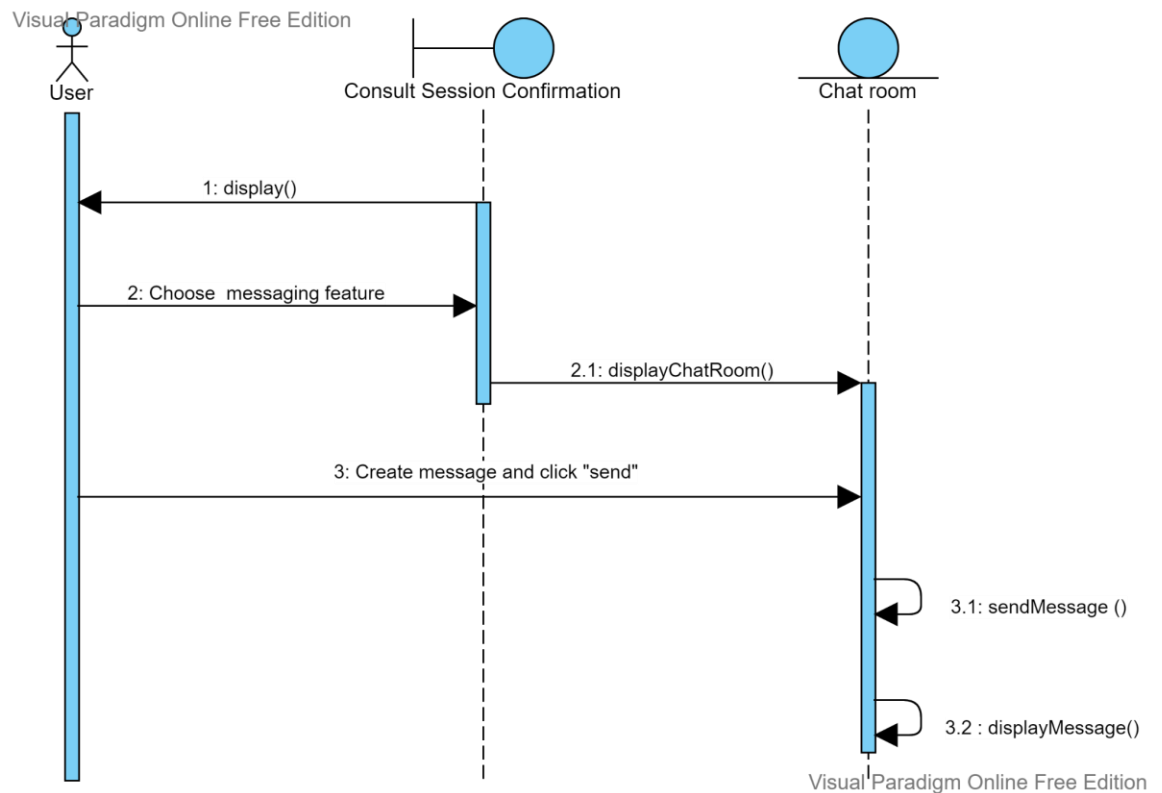 Visual Paradigm Online Free Edition
User
Consult Session Confirmation
Chat room
1: display()
2: Choose  messaging feature
2.1: displayChatRoom()
3: Create message and click "send"
3.1: sendMessage ()
3.2 : displayMessage()
Visual Paradigm Online Free Edition